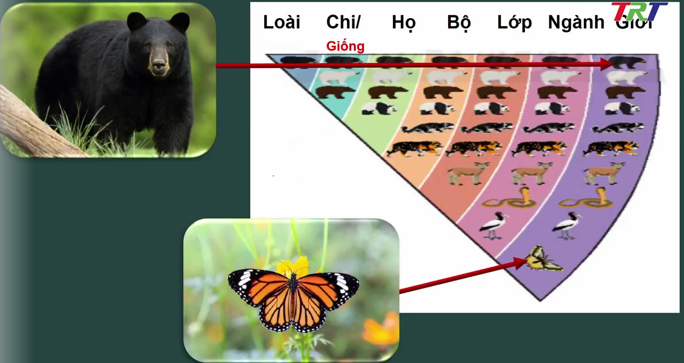 TRT
Loài Chi/ Họ Bộ Lớp Ngành Giới
Giống